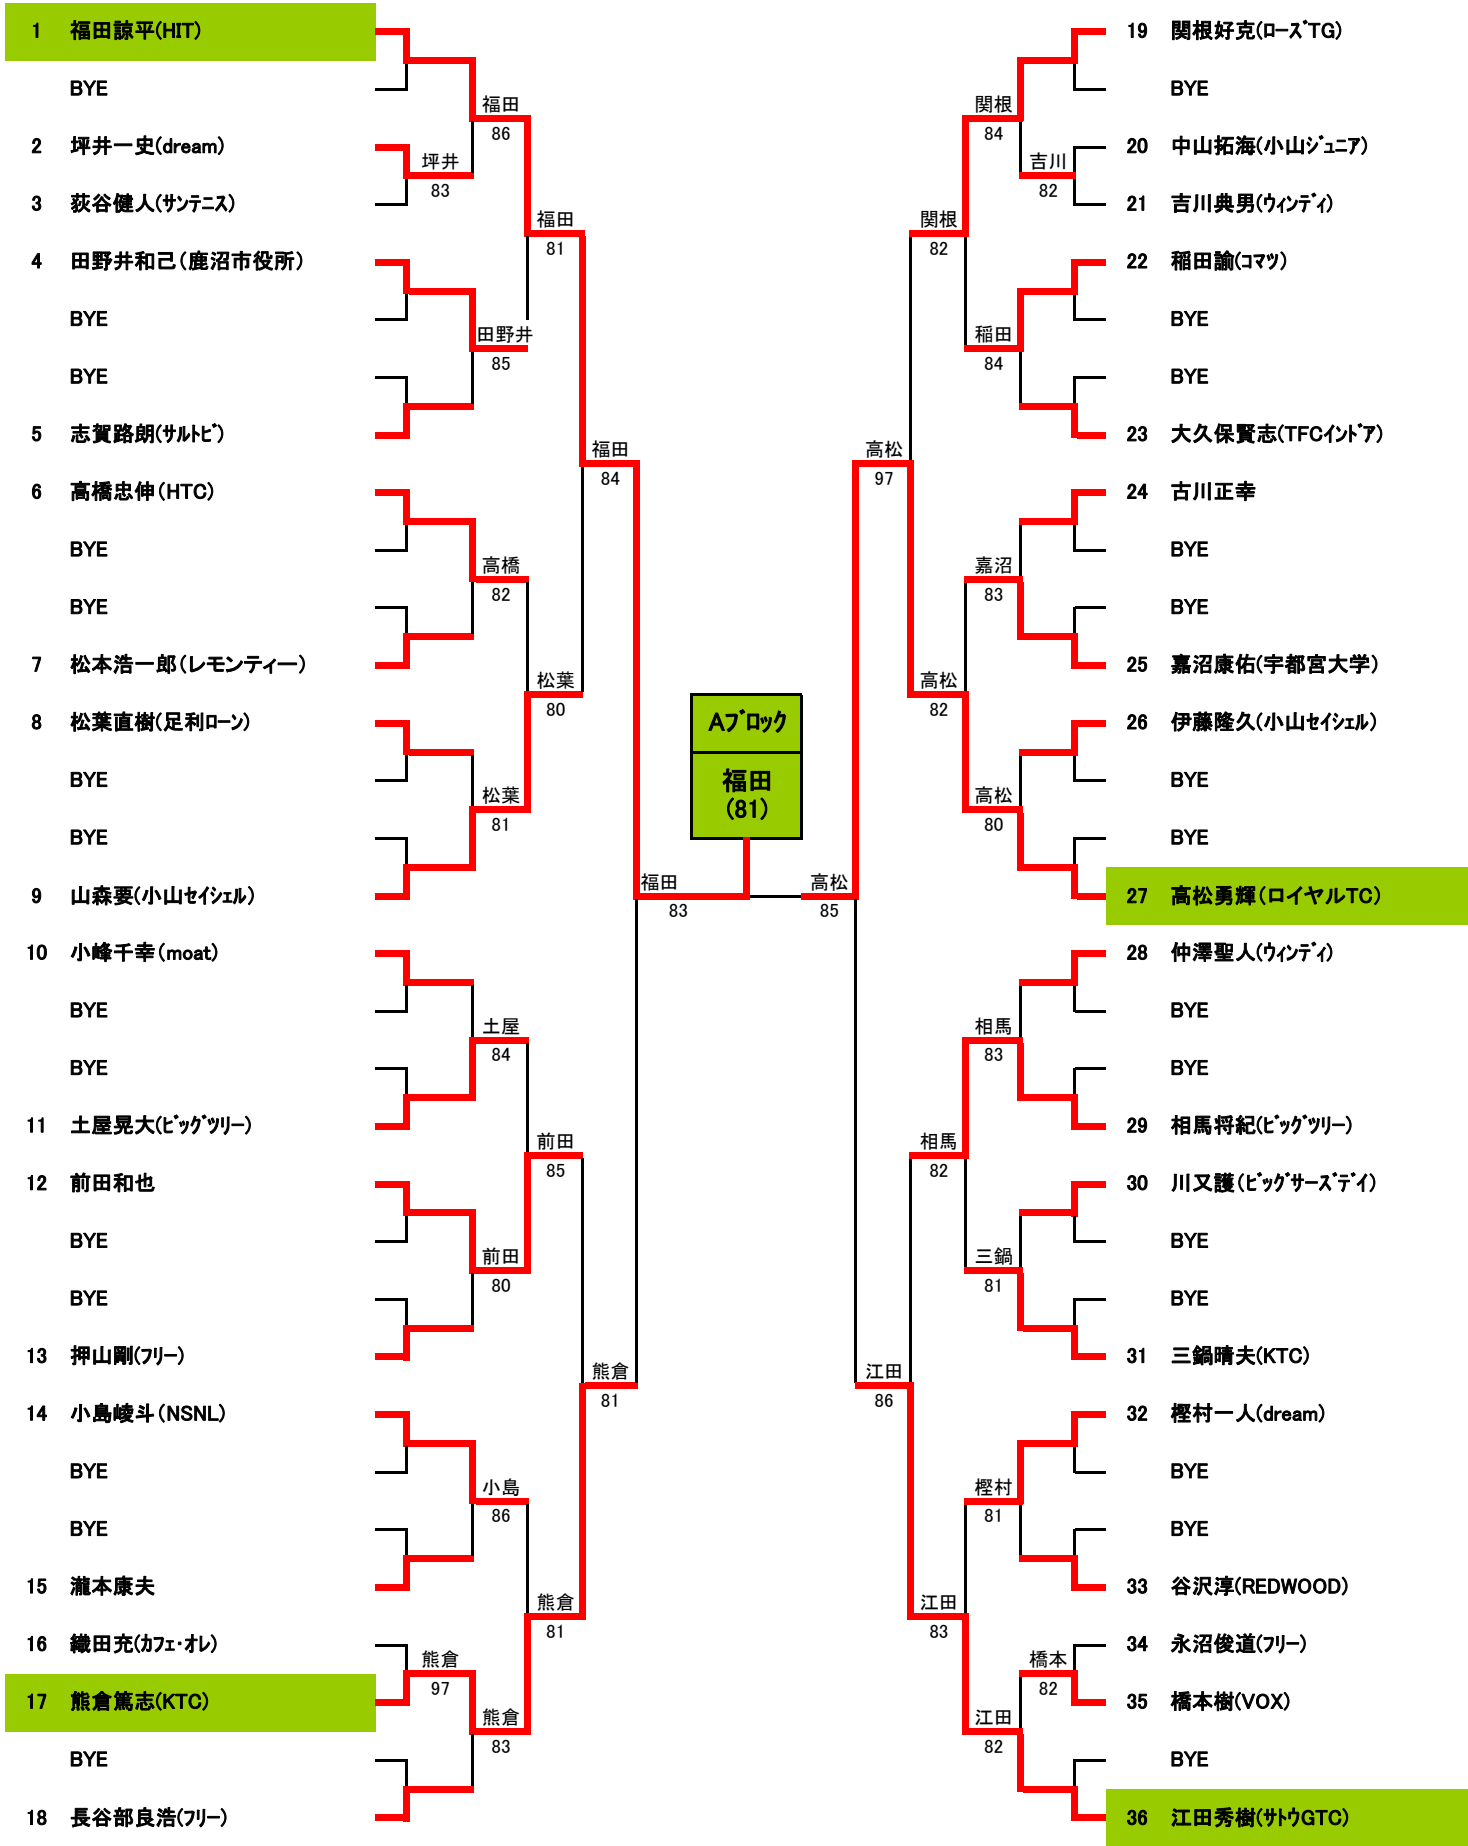 1 福田諒平(HIT)
BYE
2 坪井一史(dream)
3 荻谷健人(サンテニス)
4 田野井和己(鹿沼市役所)
BYE
BYE
5 志賀路朗(サルトビ)
6 高橋忠伸(HTC)
BYE
BYE
7 松本浩一郎(レモンティー)
8 松葉直樹(足利ローン)
BYE
BYE
9 山森要(小山セイシェル)
10 小峰千幸(moat)
BYE
BYE
11 土屋晃大(ビッグツリー)
12 前田和也
BYE
BYE
13 押山剛(フリー)
14 小島崚斗(NSNL)
BYE
BYE
15 瀧本康夫
16 織田充(カフェ・オレ)
17 熊倉篤志(KTC)
BYE
18 長谷部良浩(フリー)
坪井
83
熊倉
97
福田
86
田野井
85
高橋
82
松葉
81
土屋
84
前田
80
小島
86
熊倉
83
福田
81
松葉
80
前田
85
熊倉
81
福田
84
熊倉
81
福田
83
Aブロック
福田
(81)
高松
85
高松
97
江田
86
関根
82
高松
82
相馬
82
江田
83
関根
84
稲田
84
嘉沼
83
高松
80
相馬
83
三鍋
81
樫村
81
江田
82
吉川
82
橋本
82
19 関根好克(ローズTG)
BYE
20 中山拓海(小山ジュニア)
21 吉川典男(ウィンディ)
22 稲田諭(コマツ)
BYE
BYE
23 大久保賢志(TFCインドア)
24 古川正幸
BYE
BYE
25 嘉沼康佑(宇都宮大学)
26 伊藤隆久(小山セイシェル)
BYE
BYE
27 高松勇輝(ロイヤルTC)
28 仲澤聖人(ウィンディ)
BYE
BYE
29 相馬将紀(ビッグツリー)
30 川又護(ビッグサーズデイ)
BYE
BYE
31 三鍋晴夫(KTC)
32 樫村一人(dream)
BYE
BYE
33 谷沢淳(REDWOOD)
34 永沼俊道(フリー)
35 橋本樹(VOX)
BYE
36 江田秀樹(サトウGTC)